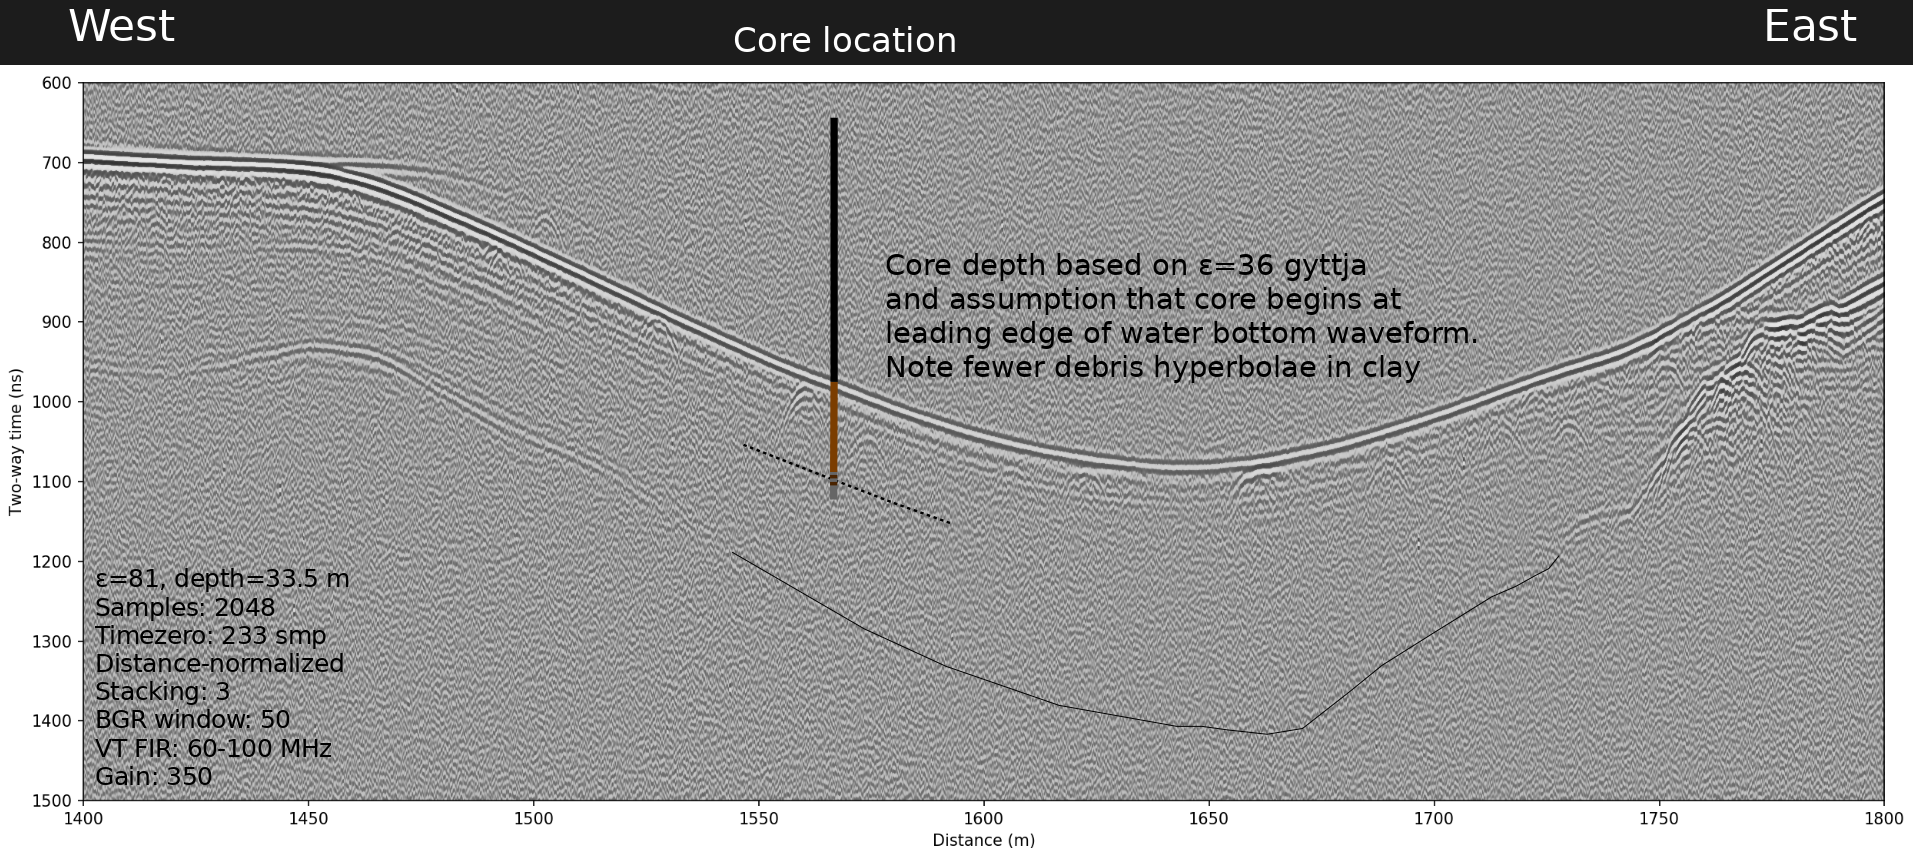 West
East
Core location
600
700
800
900
1000
1100
1200
1300
1400
1500
Two-way time (ns)
Core depth based on ε=36 gyttja
and assumption that core begins at
leading edge of water bottom waveform.
Note fewer debris hyperbolae in clay
ε=81, depth=33.5 m
Samples: 2048
Timezero: 233 smp
Distance-normalized
Stacking: 3
BGR window: 50
VT FIR: 60-100 MHz
Gain: 350
1400 1450 1500 1550 1600 1650 1700 1750 1800
Distance (m)